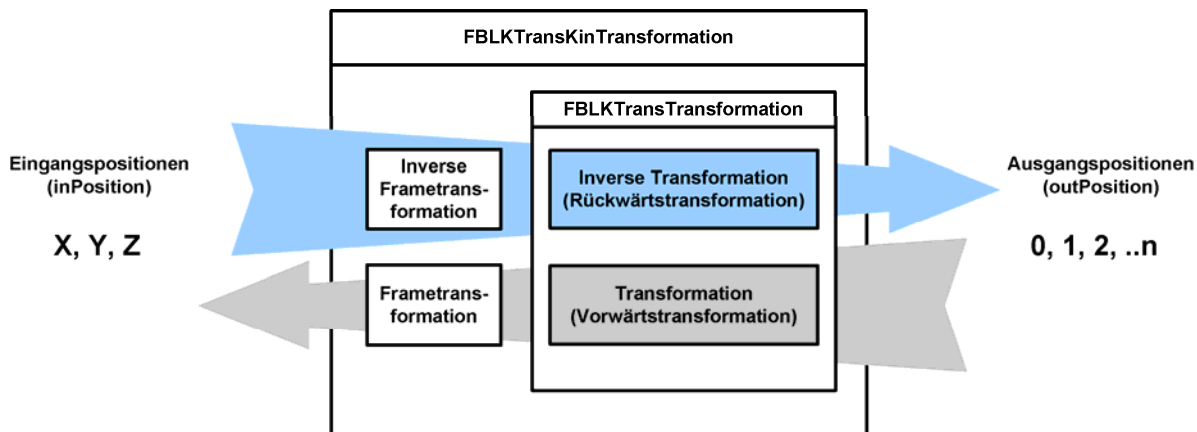 FBLKTransKinTransformation
FBLKTransTransformation
Eingangspositionen
(inPosition)
X, Y, Z
Inverse
Frametrans-
formation
Inverse Transformation
(Rückwärtstransformation)
Ausgangspositionen
(outPosition)
0, 1, 2, ..n
Frametrans-
formation
Transformation
(Vorwärtstransformation)